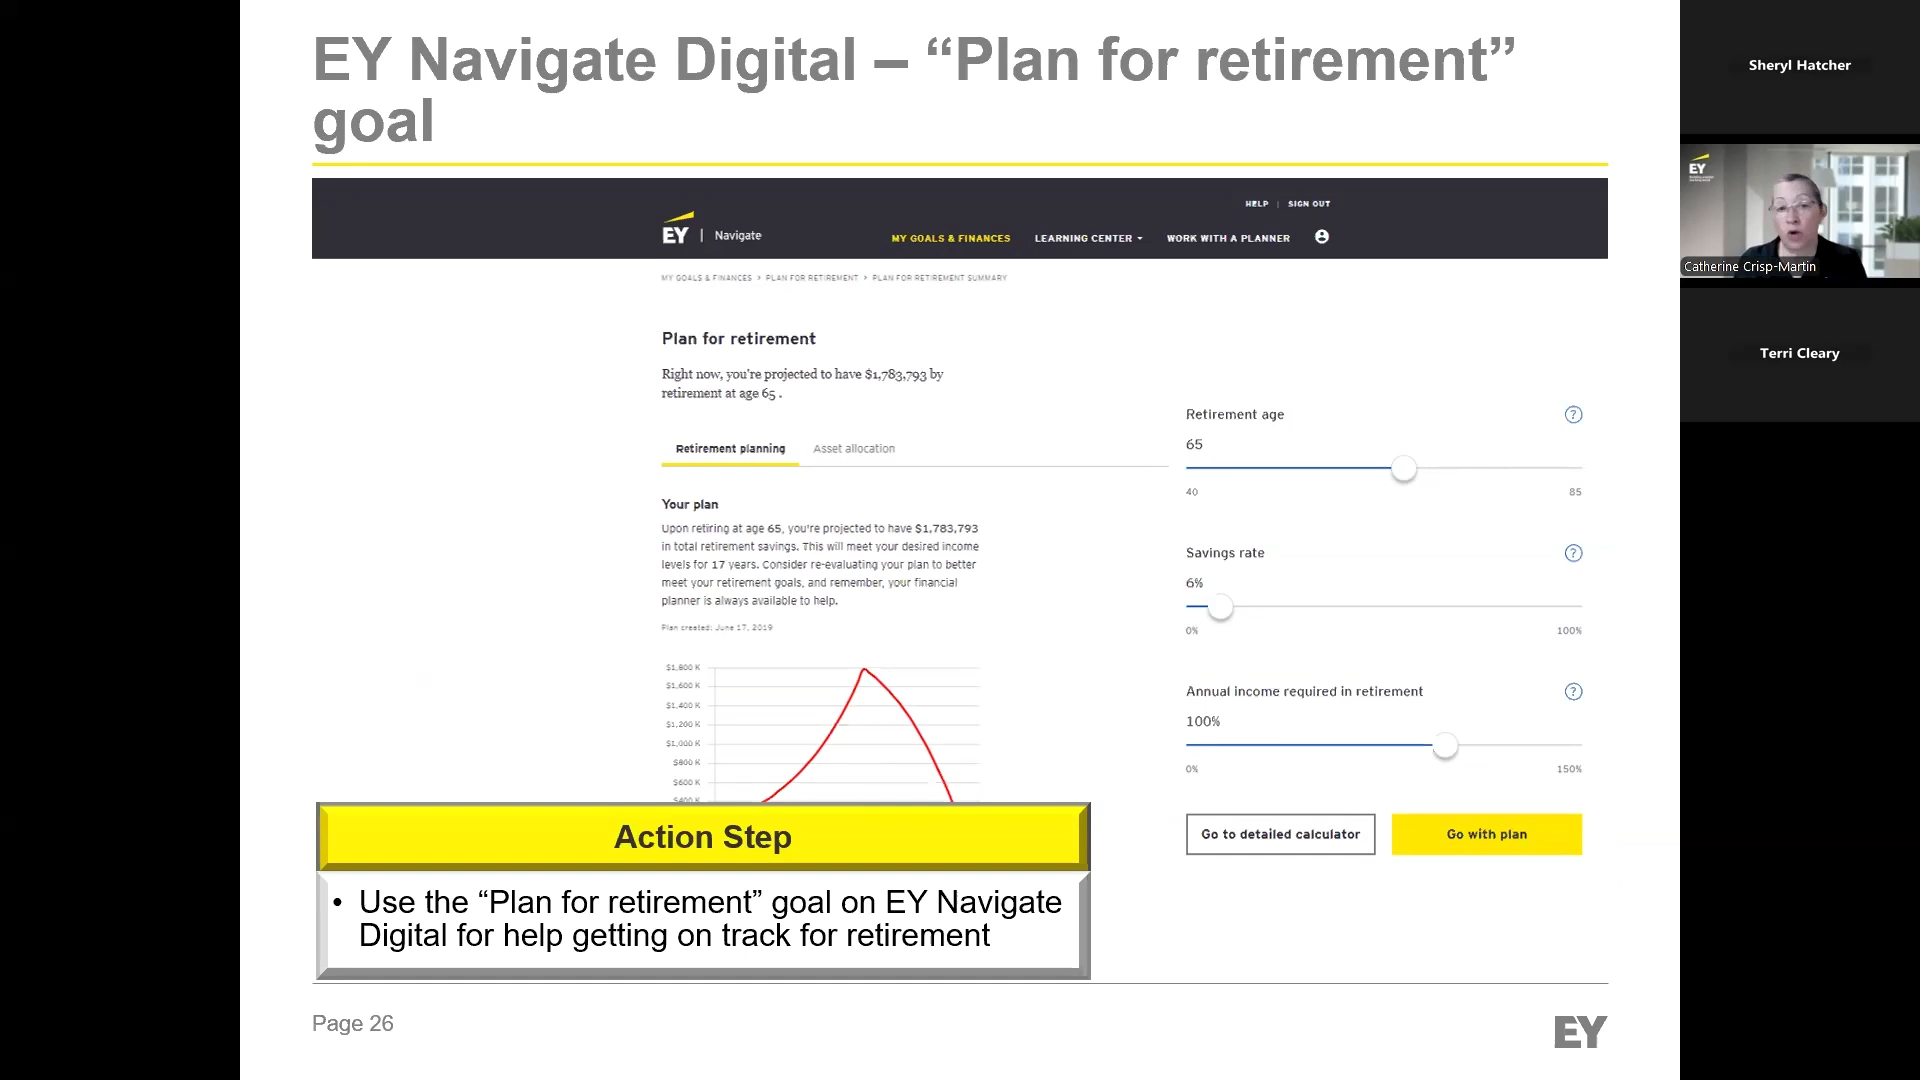 EY Navigate Digital – “Plan for retirement”
goal
HELP | SIGN OUT
EY | Navigate
MY GOALS & FINANCES LEARNING CENTER WORK WITH A PLANNER
MY GOALS & FINANCES > PLAN FOR RETIREMENT > PLAN FOR RETIREMENT SUMMARY
Plan for retirement
Right now, you're projected to have $1,783,793 by
retirement at age 65 .
Retirement planning Asset allocation
Your plan
Upon retiring at age 65, you're projected to have $1,783,793
in total retirement savings. This will meet your desired income
levels for 17 years. Consider re-evaluating your plan to better
meet your retirement goals, and remember, your financial
planner is always available to help.
Plan created: June 17, 2019
$1,800 K
$1,600 K
$1,400 K
$1,200 K
$1,000 K
$800 K
$600 K
$400 K
Retirement age ?
65
40 85
Savings rate ?
6%
0% 100%
Annual income required in retirement ?
100%
0% 150%
Go to detailed calculator Go with plan
Action Step
• Use the “Plan for retirement” goal on EY Navigate
Digital for help getting on track for retirement
Page 26
EY
Sheryl Hatcher
EY
Catherine Crisp-Martin
Terri Cleary